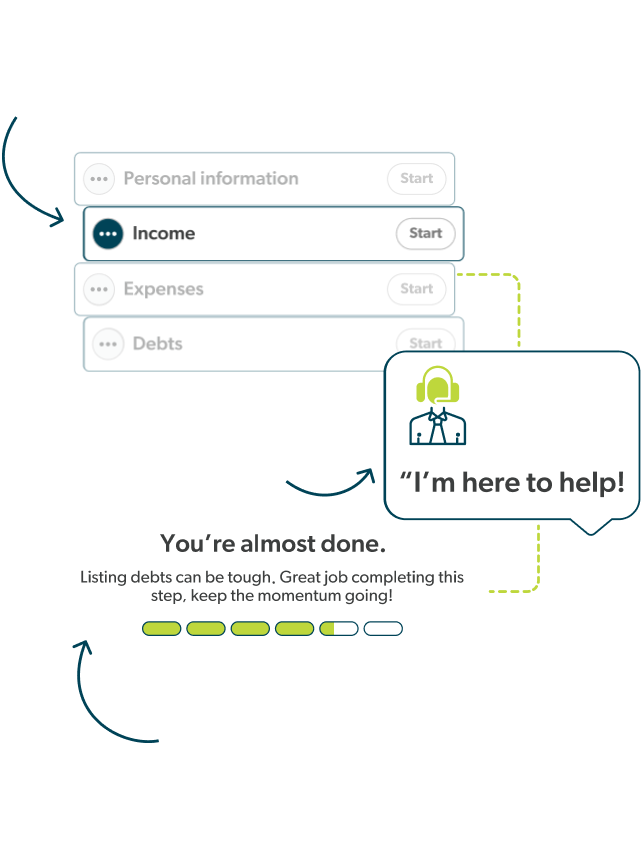 Personal information Start
Income Start
Expenses Start
Debts Start
“I’m here to help!
You’re almost done.
Listing debts can be tough. Great job completing this
step, keep the momentum going!